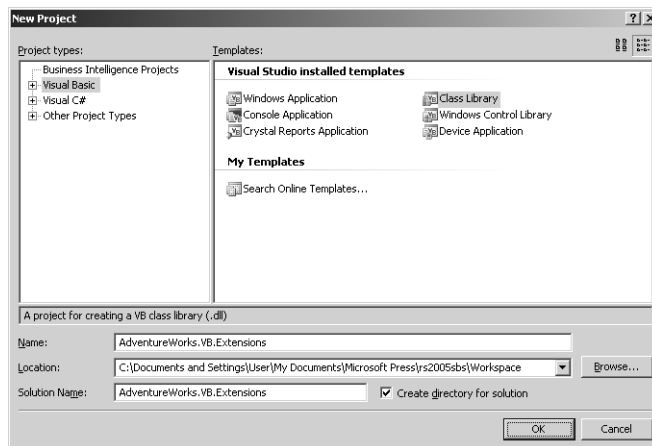 New Project
Project types:
Templates:
Business Intelligence Projects
Visual Basic
Visual C#
Other Project Types
Visual Studio installed templates
Windows Application
Class Library
Console Application
Windows Control Library
Crystal Reports Application
Device Application
My Templates
Search Online Templates...
A project for creating a VB class library (.dll)
Name:
AdventureWorks.VB.Extensions
Location:
C:\Documents and Settings\User\My Documents\Microsoft Press\rs2005sbs\Workspace
Browse...
Solution Name:
AdventureWorks.VB.Extensions
Create directory for solution
OK
Cancel